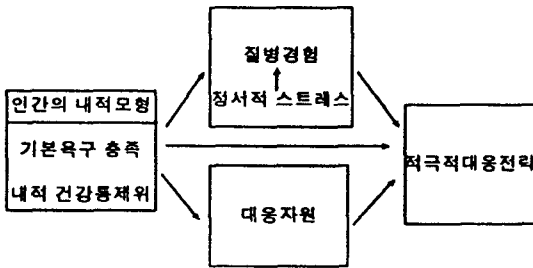 질병경험
정서적 스트레스
인간의 내적모형
기본욕구 충족
내적 건강통제위
적극적대응전략
대응자원